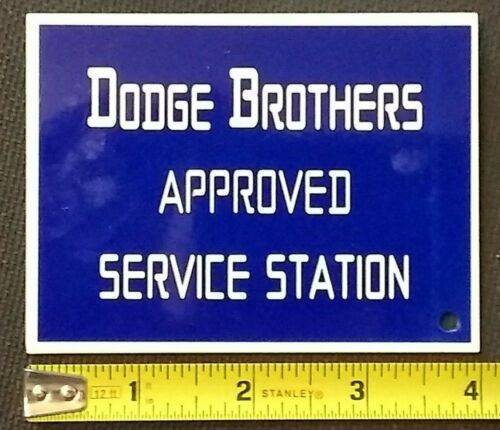 DODGE BROTHERS
APPROVED
SERVICE STATION
12 ft 1 2 STANLEY® 3 4